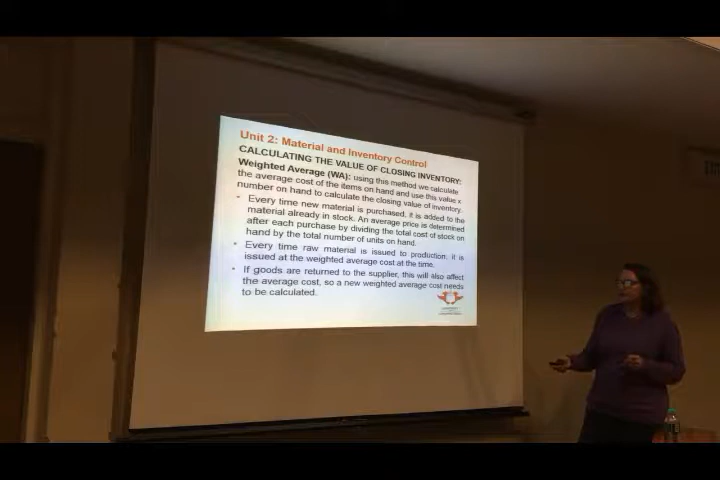 Unit 2: Material and Inventory Control
CALCULATING THE VALUE OF CLOSING INVENTORY:
Weighted Average (WA): using this method we calculate
the average cost of the items on hand and use this value x
number on hand to calculate the closing value of inventory.
• Every time new material is purchased, it is added to the
material already in stock. An average price is determined
after each purchase by dividing the total cost of stock on
hand by the total number of units on hand.
• Every time raw material is issued to production, it is
issued at the weighted average cost at the time.
• If goods are returned to the supplier, this will also affect
the average cost, so a new weighted average cost needs
to be calculated.